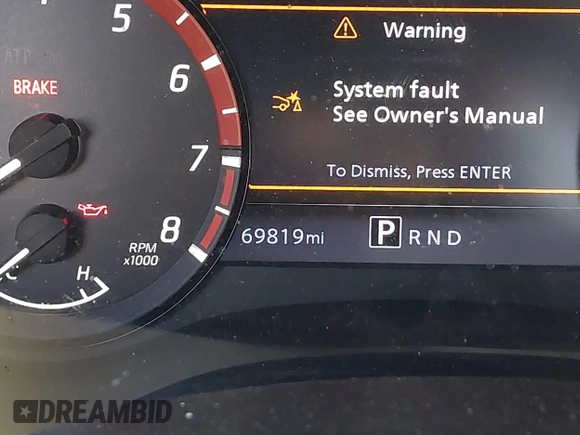 5
Warning
ATP
BRAKE
6
System fault
See Owner's Manual
7
To Dismiss, Press ENTER
8
69819mi
P R N D
RPM
x1000
C H
DREAMBID